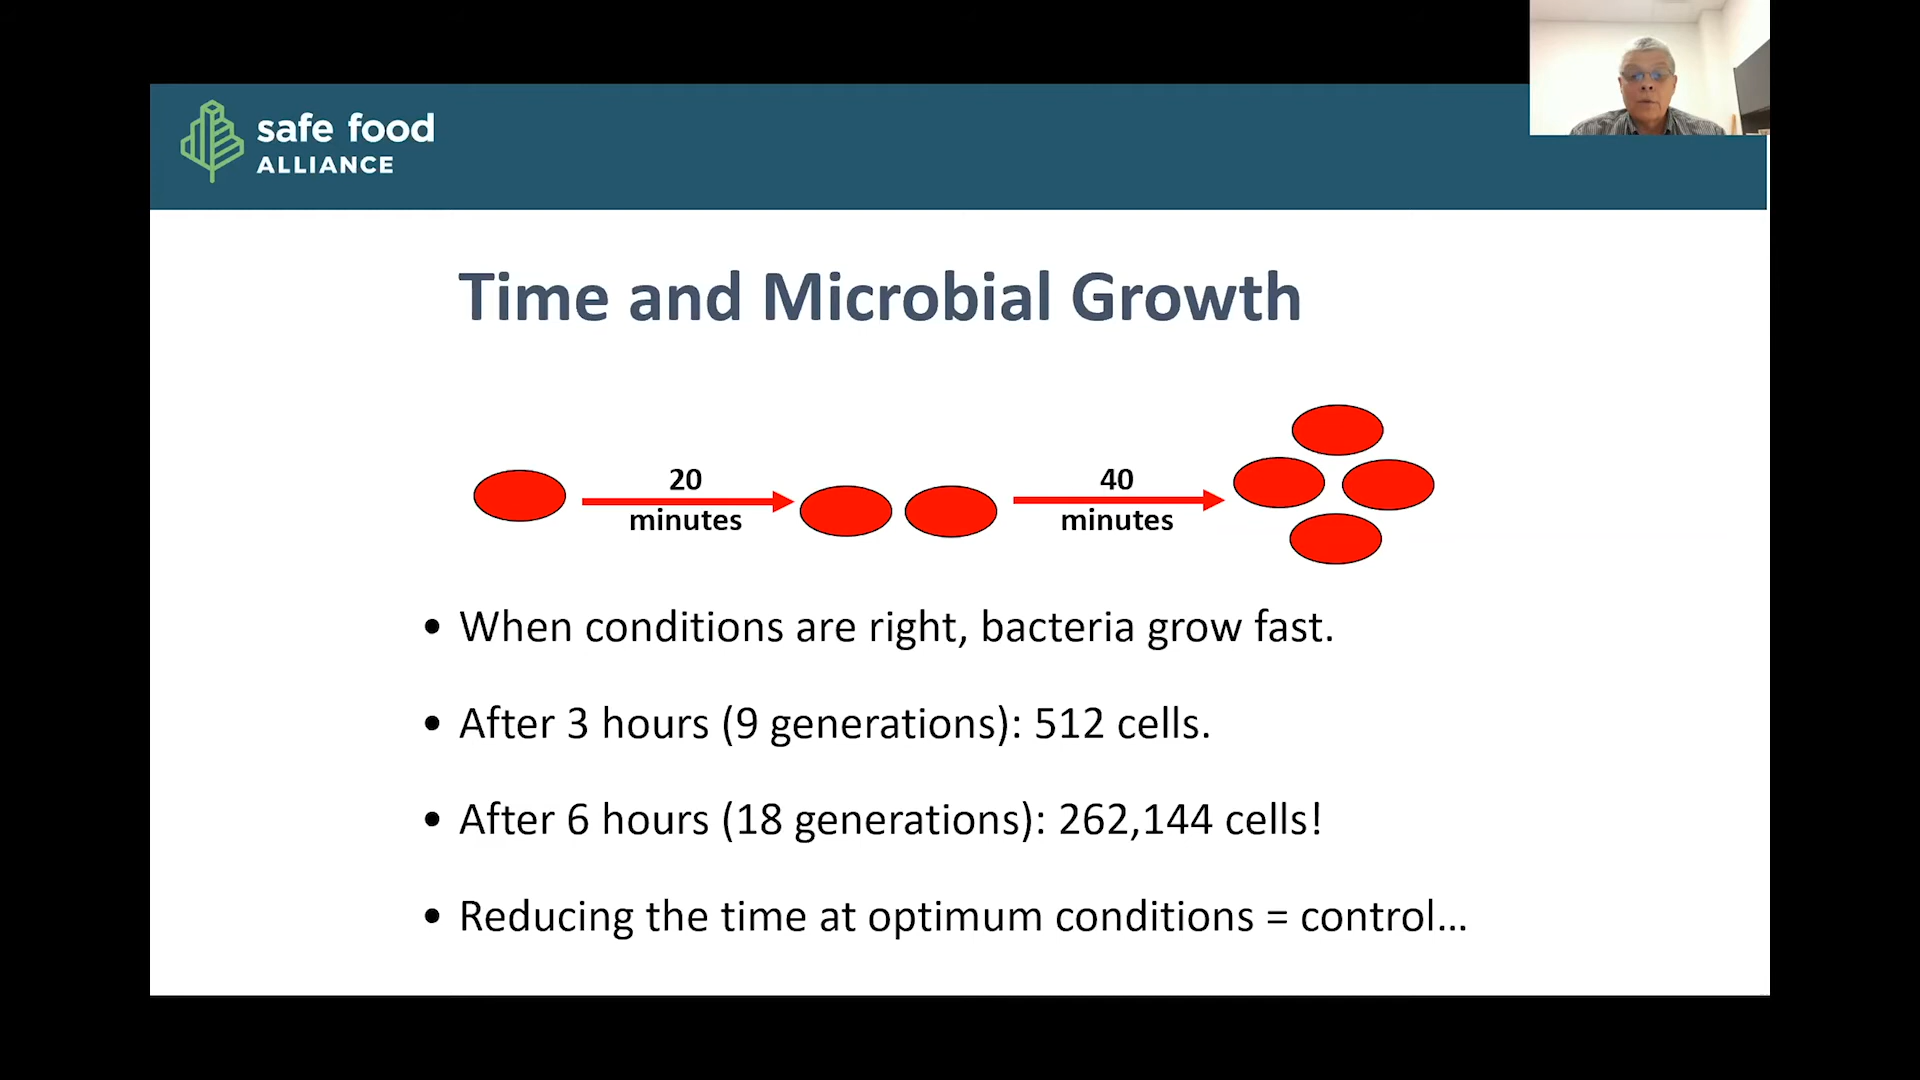 safe food
ALLIANCE
Time and Microbial Growth
20
minutes
40
minutes
• When conditions are right, bacteria grow fast.
• After 3 hours (9 generations): 512 cells.
• After 6 hours (18 generations): 262,144 cells!
• Reducing the time at optimum conditions = control…